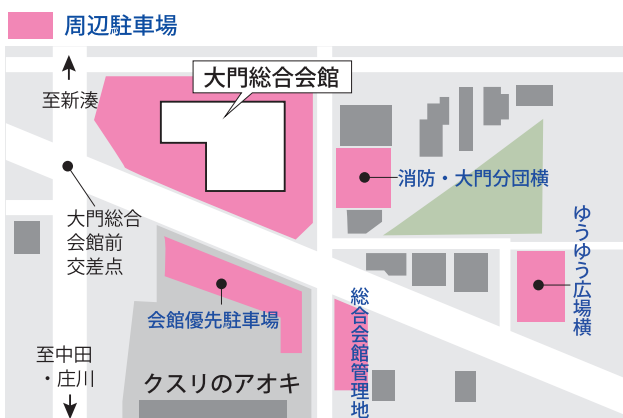 周辺駐車場
大門総合会館
至新湊
消防・大門分団横
大門総合
会館前
交差点
ゆうゆう広場横
会館優先駐車場
総合会館管理地
至中田
・庄川
クスリのアオキ